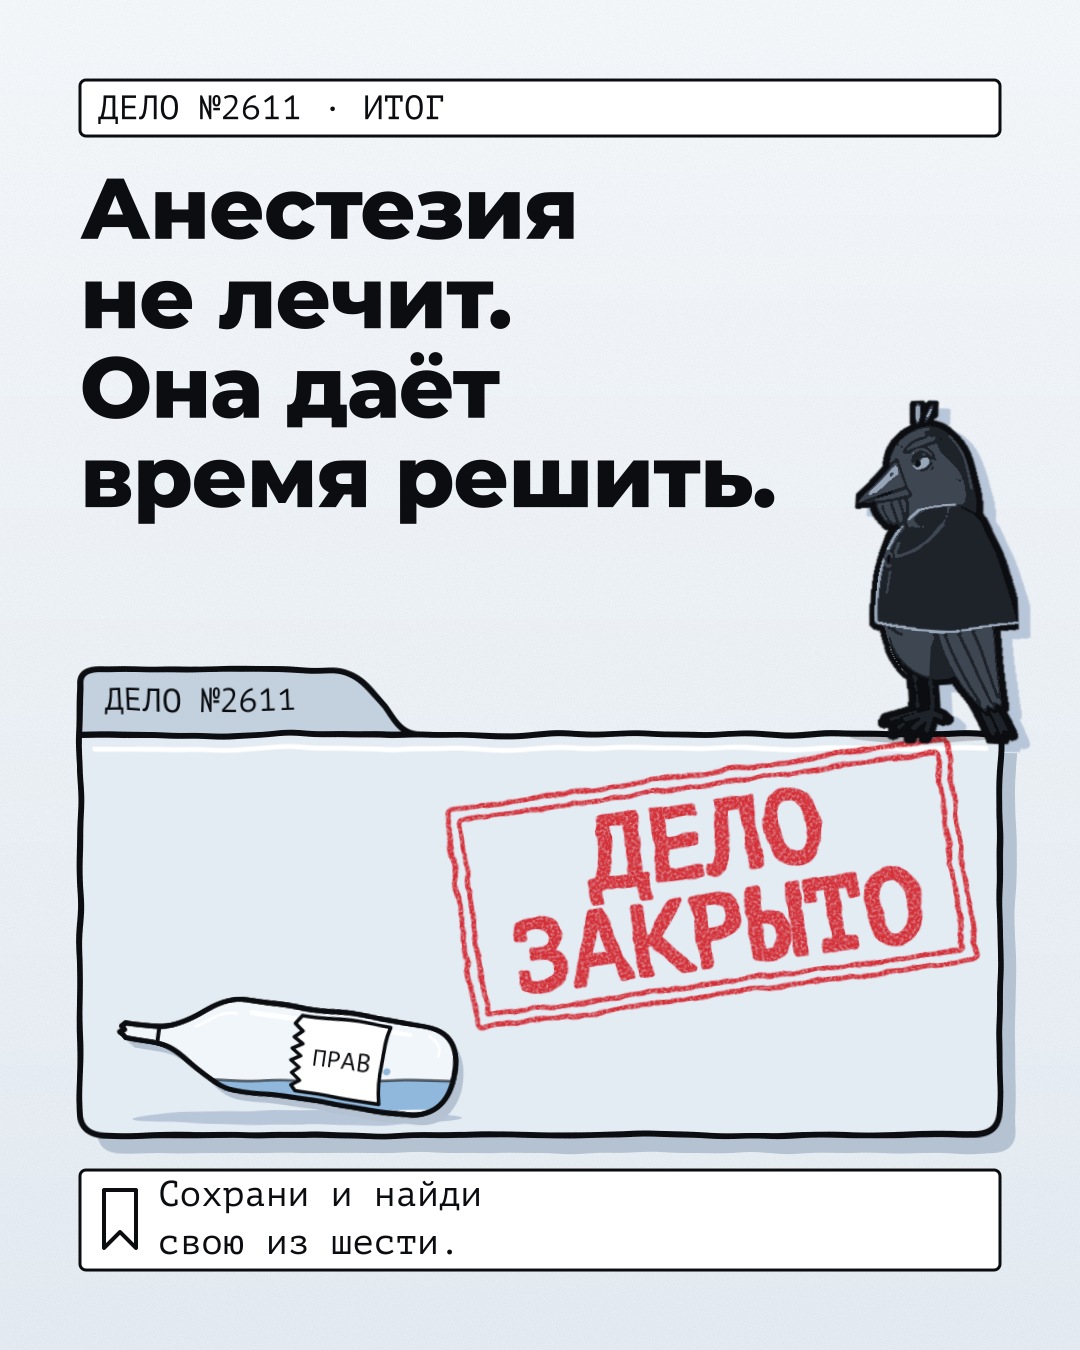 ДЕЛО №2611 · ИТОГ
Анестезия
не лечит.
Она даёт
время решить.
ДЕЛО №2611
ДЕЛО
ЗАКРЫТО
ПРАВ
Сохрани и найди
свою из шести.